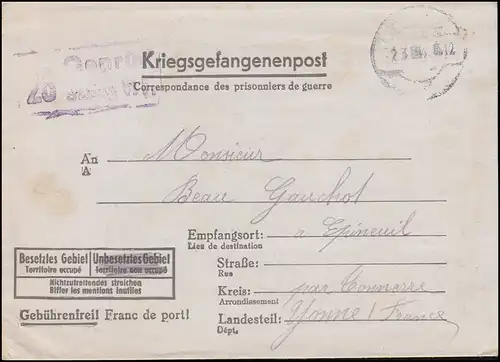 Geprüft
26
Kriegsgefangenenpost
Correspondance des prisonniers de guerre
An Monsieur
A
Beau Gauchot
Empfangsort: a Epineuil
Lieu de destination
Straße:
Rue
Kreis: par Tonnerre
Arrondissement
Landesteil: Yonne / France
Dépt.
Besetztes Gebiet Unbesetztes Gebiet
Territoire occupé Territoire non occupé
Nichtzutreffendes streichen
Biffer les mentions inutiles
Gebührenfrei! Franc de port!